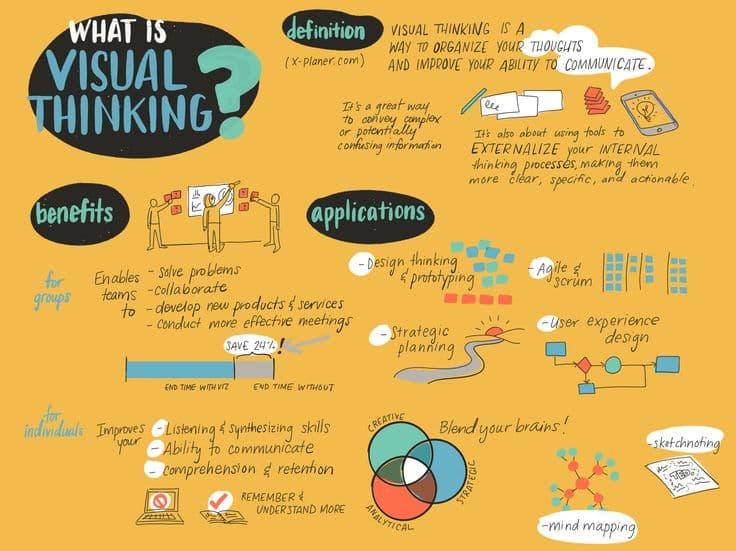 WHAT IS
VISUAL
THINKING?
definition
(X-planer.com)
VISUAL THINKING IS A
WAY TO ORGANIZE YOUR THOUGHTS
AND IMPROVE YOUR ABILITY TO COMMUNICATE.
It's a great way
to convey complex
or potentially
confusing information
It's also about using tools to
EXTERNALIZE your INTERNAL
thinking processes, making them
more clear, specific, and actionable.
benefits
for
groups
Enables
teams
to
- solve problems
- collaborate
- develop new products & services
- conduct more effective meetings
SAVE 24%!
END TIME WITH VIZ
END TIME WITHOUT
for
individuals
Improves
your
- Listening & synthesizing skills
- Ability to communicate
- comprehension & retention
REMEMBER &
UNDERSTAND MORE
applications
- Design thinking
& prototyping
- Agile &
scrum
- Strategic
planning
- User experience
design
Blend your brains!
CREATIVE
STRATEGIC
ANALYTICAL
- mind mapping
- sketchnoting
TED